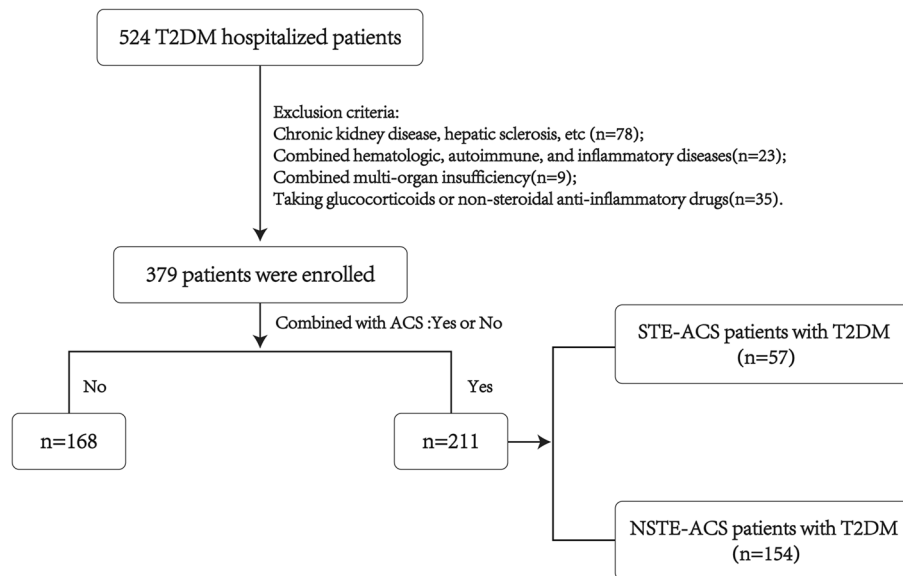 524 T2DM hospitalized patients
Exclusion criteria:
Chronic kidney disease, hepatic sclerosis, etc (n=78);
Combined hematologic, autoimmune, and inflammatory diseases(n=23);
Combined multi-organ insufficiency(n=9);
Taking glucocorticoids or non-steroidal anti-inflammatory drugs(n=35).
379 patients were enrolled
Combined with ACS :Yes or No
No
Yes
n=168
n=211
STE-ACS patients with T2DM
(n=57)
NSTE-ACS patients with T2DM
(n=154)